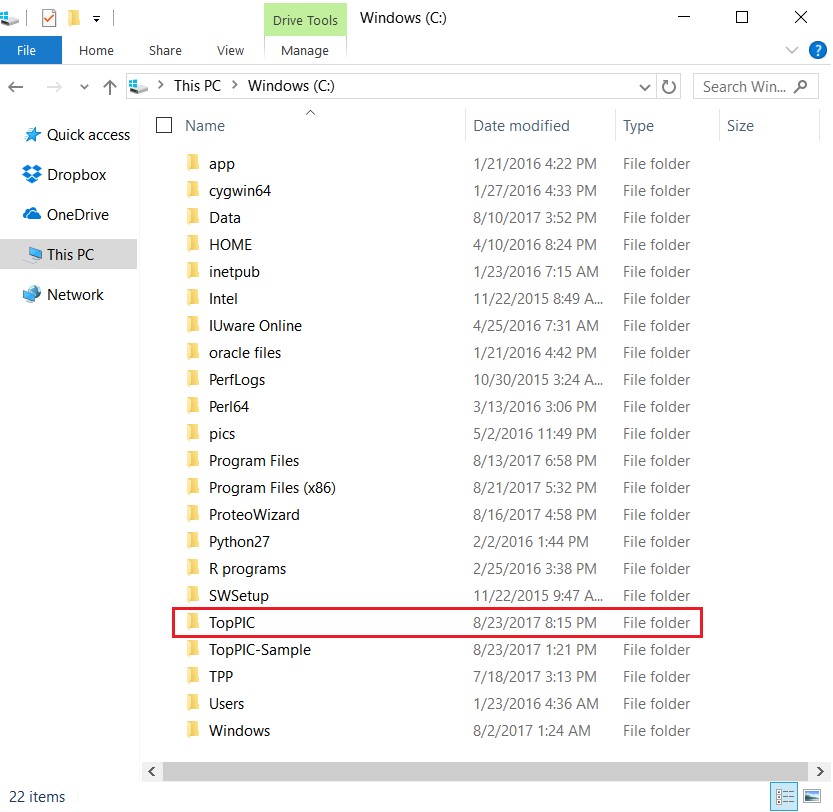 Drive Tools Windows (C:)
File Home Share View Manage
This PC Windows (C:) Search Win...
Name Date modified Type Size
Quick access
Dropbox
OneDrive
This PC
Network
app 1/21/2016 4:22 PM File folder
cygwin64 1/27/2016 4:33 PM File folder
Data 8/10/2017 3:52 PM File folder
HOME 4/10/2016 8:24 PM File folder
inetpub 1/23/2016 7:15 AM File folder
Intel 11/22/2015 8:49 A... File folder
IUware Online 4/25/2016 7:31 AM File folder
oracle files 1/21/2016 4:42 PM File folder
PerfLogs 10/30/2015 3:24 A... File folder
Perl64 3/13/2016 3:06 PM File folder
pics 5/2/2016 11:49 PM File folder
Program Files 8/13/2017 6:58 PM File folder
Program Files (x86) 8/21/2017 5:32 PM File folder
ProteoWizard 8/16/2017 4:58 PM File folder
Python27 2/2/2016 1:44 PM File folder
R programs 2/25/2016 3:38 PM File folder
SWSetup 11/22/2015 9:47 A... File folder
TopPIC 8/23/2017 8:15 PM File folder
TopPIC-Sample 8/23/2017 1:21 PM File folder
TPP 7/18/2017 3:13 PM File folder
Users 1/23/2016 4:36 AM File folder
Windows 8/2/2017 1:24 AM File folder
22 items